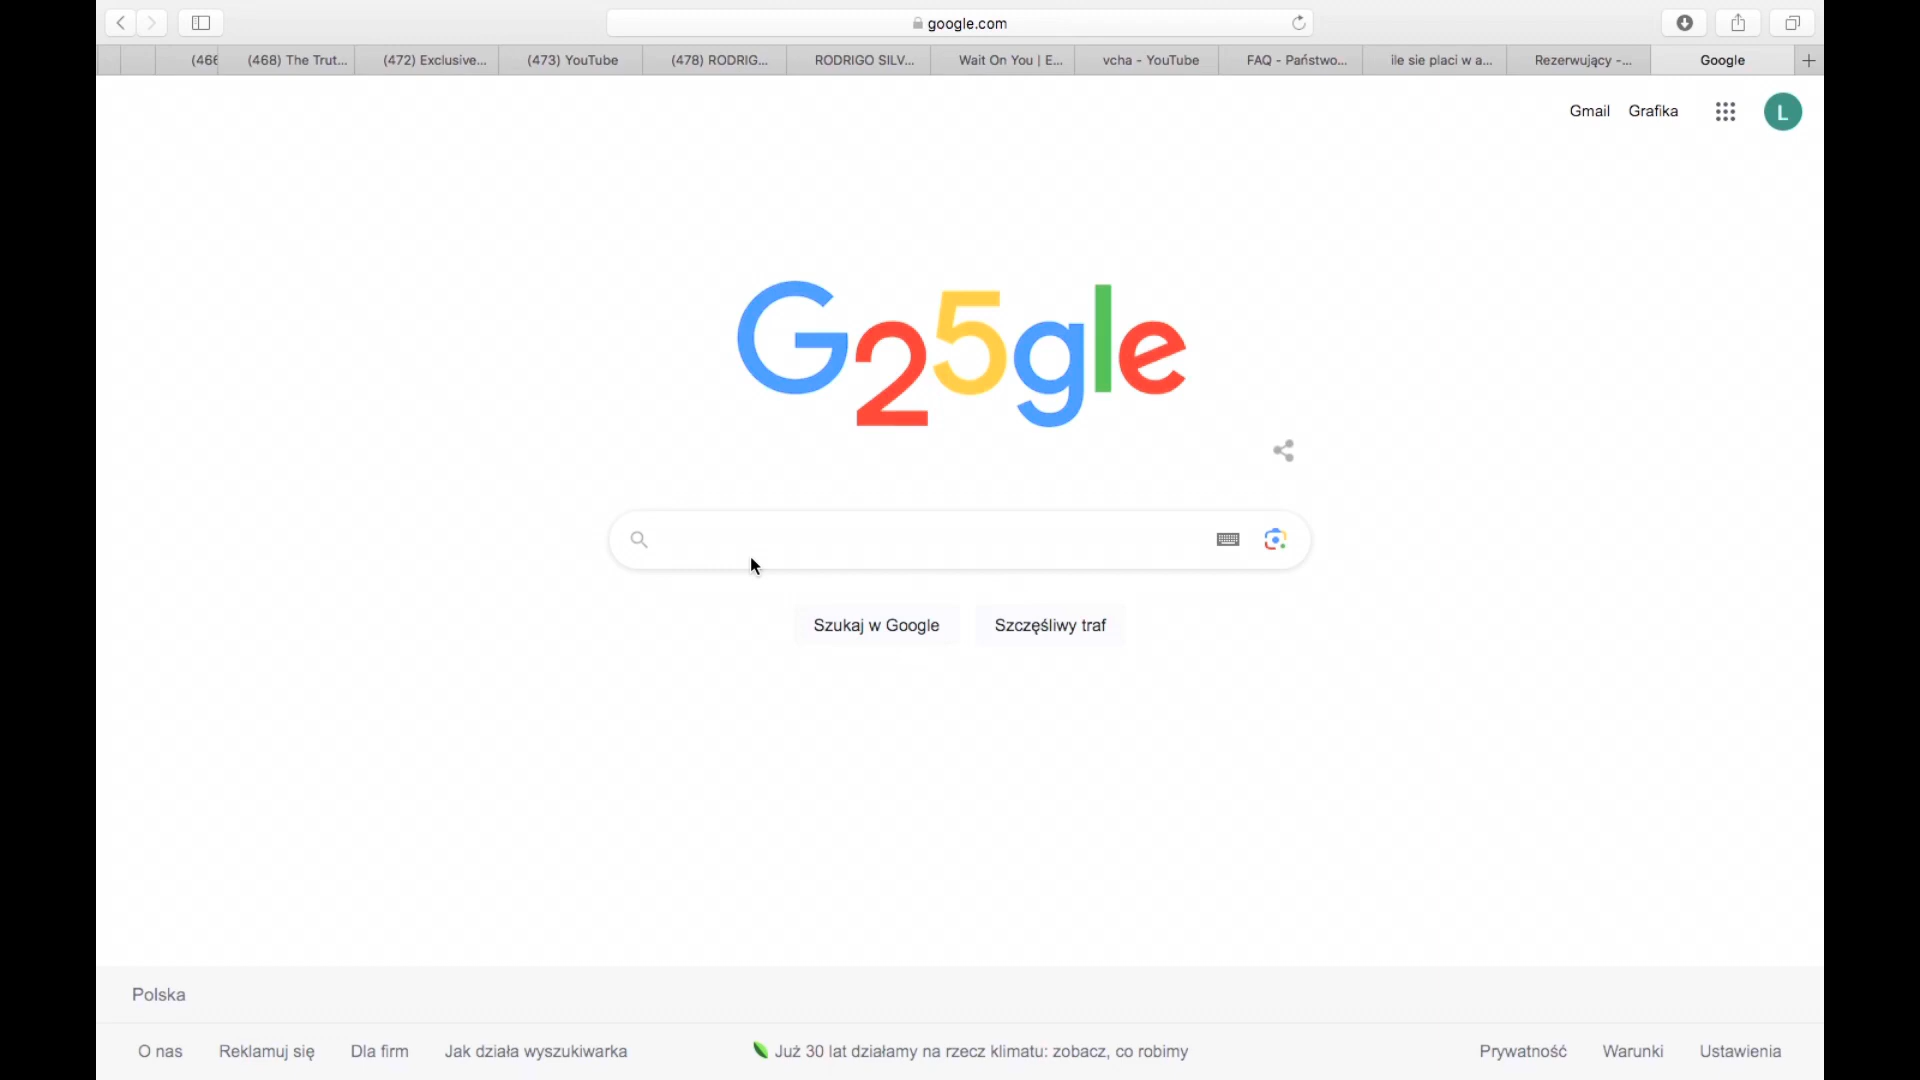 google.com
(466
(468) The Trut...
(472) Exclusive...
(473) YouTube
(478) RODRIG...
RODRIGO SILV...
Wait On You | E...
vcha - YouTube
FAQ - Państwo...
ile sie placi w a...
Rezerwujący -...
Google
Gmail
Grafika
L
G25gle
Szukaj w Google
Szczęśliwy traf
Polska
O nas
Reklamuj się
Dla firm
Jak działa wyszukiwarka
Już 30 lat działamy na rzecz klimatu: zobacz, co robimy
Prywatność
Warunki
Ustawienia